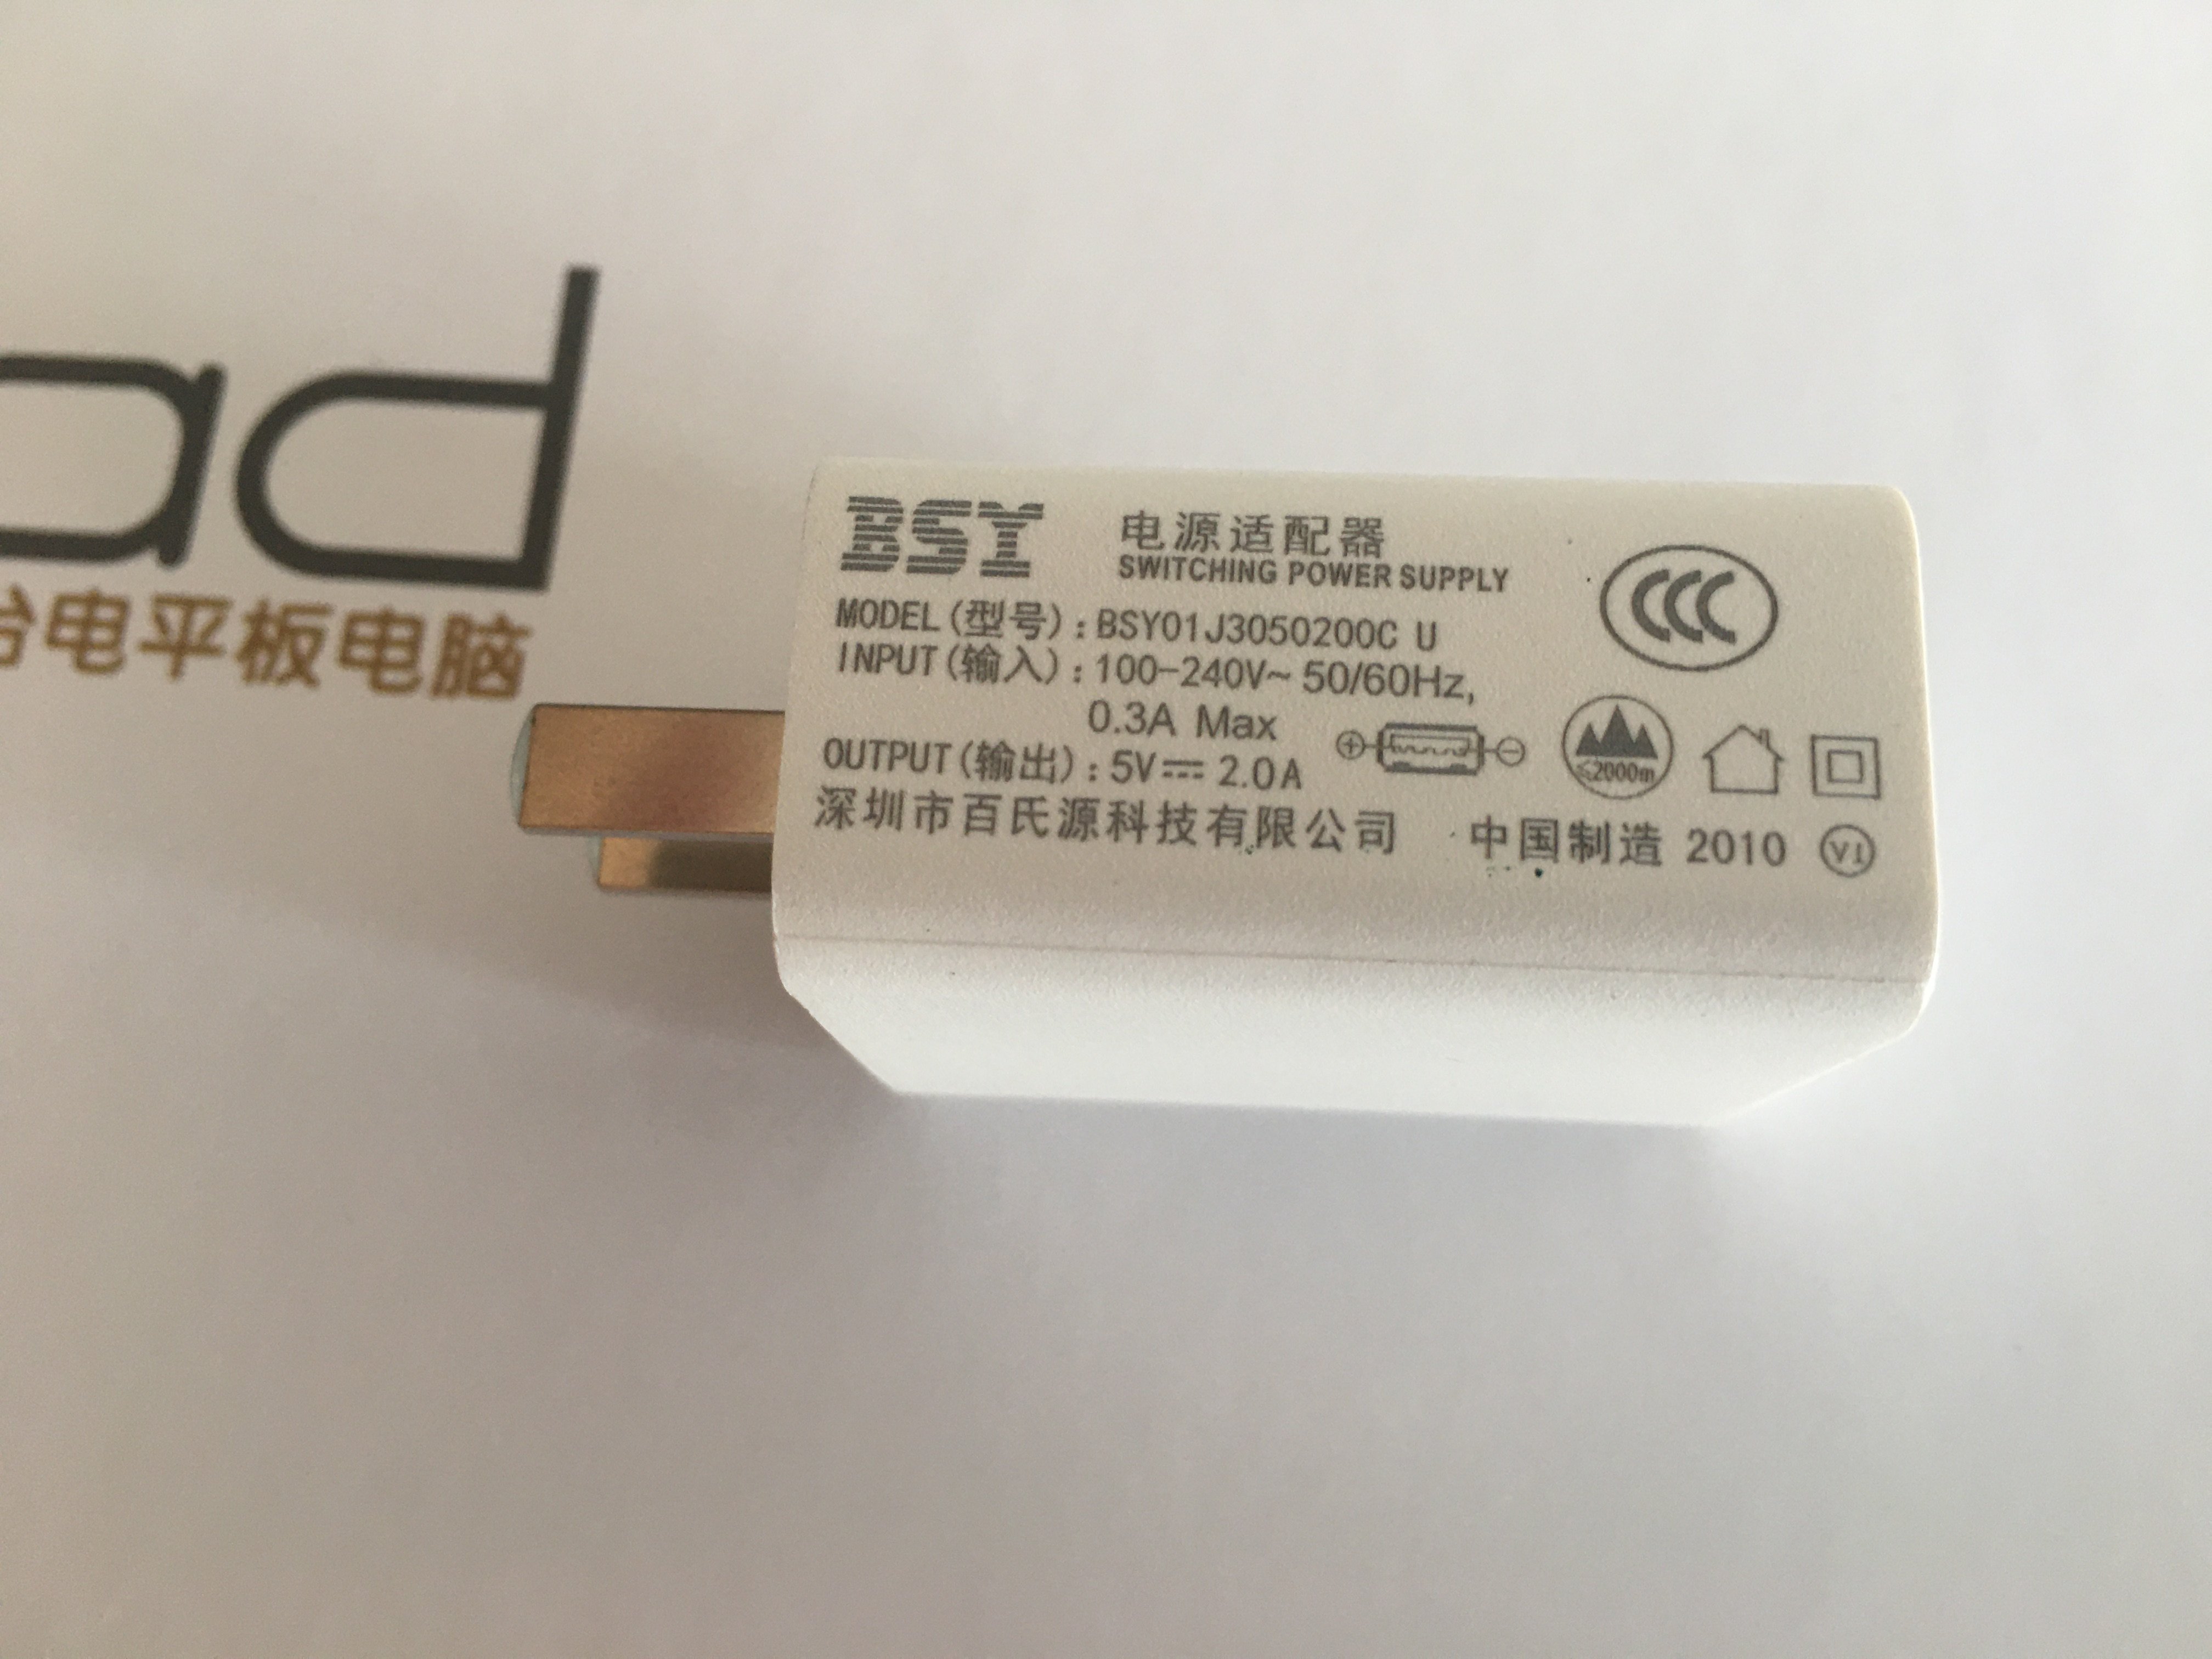 ad
台电平板电脑
BSY 电源适配器
SWITCHING POWER SUPPLY
CCC
MODEL(型号):BSY01J3050200C U
INPUT(输入):100-240V~ 50/60Hz,
0.3A Max
OUTPUT(输出):5V⎓2.0A
≤2000m
深圳市百氏源科技有限公司 中国制造 2010 VI